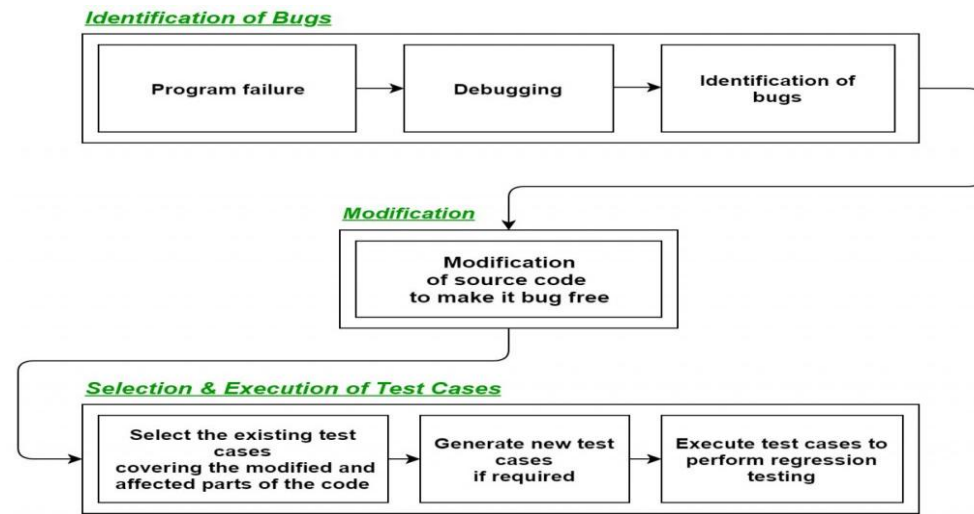 Identification of Bugs
Program failure
Debugging
Identification of
bugs
Modification
Modification
of source code
to make it bug free
Selection & Execution of Test Cases
Select the existing test
cases
covering the modified and
affected parts of the code
Generate new test
cases
if required
Execute test cases to
perform regression
testing